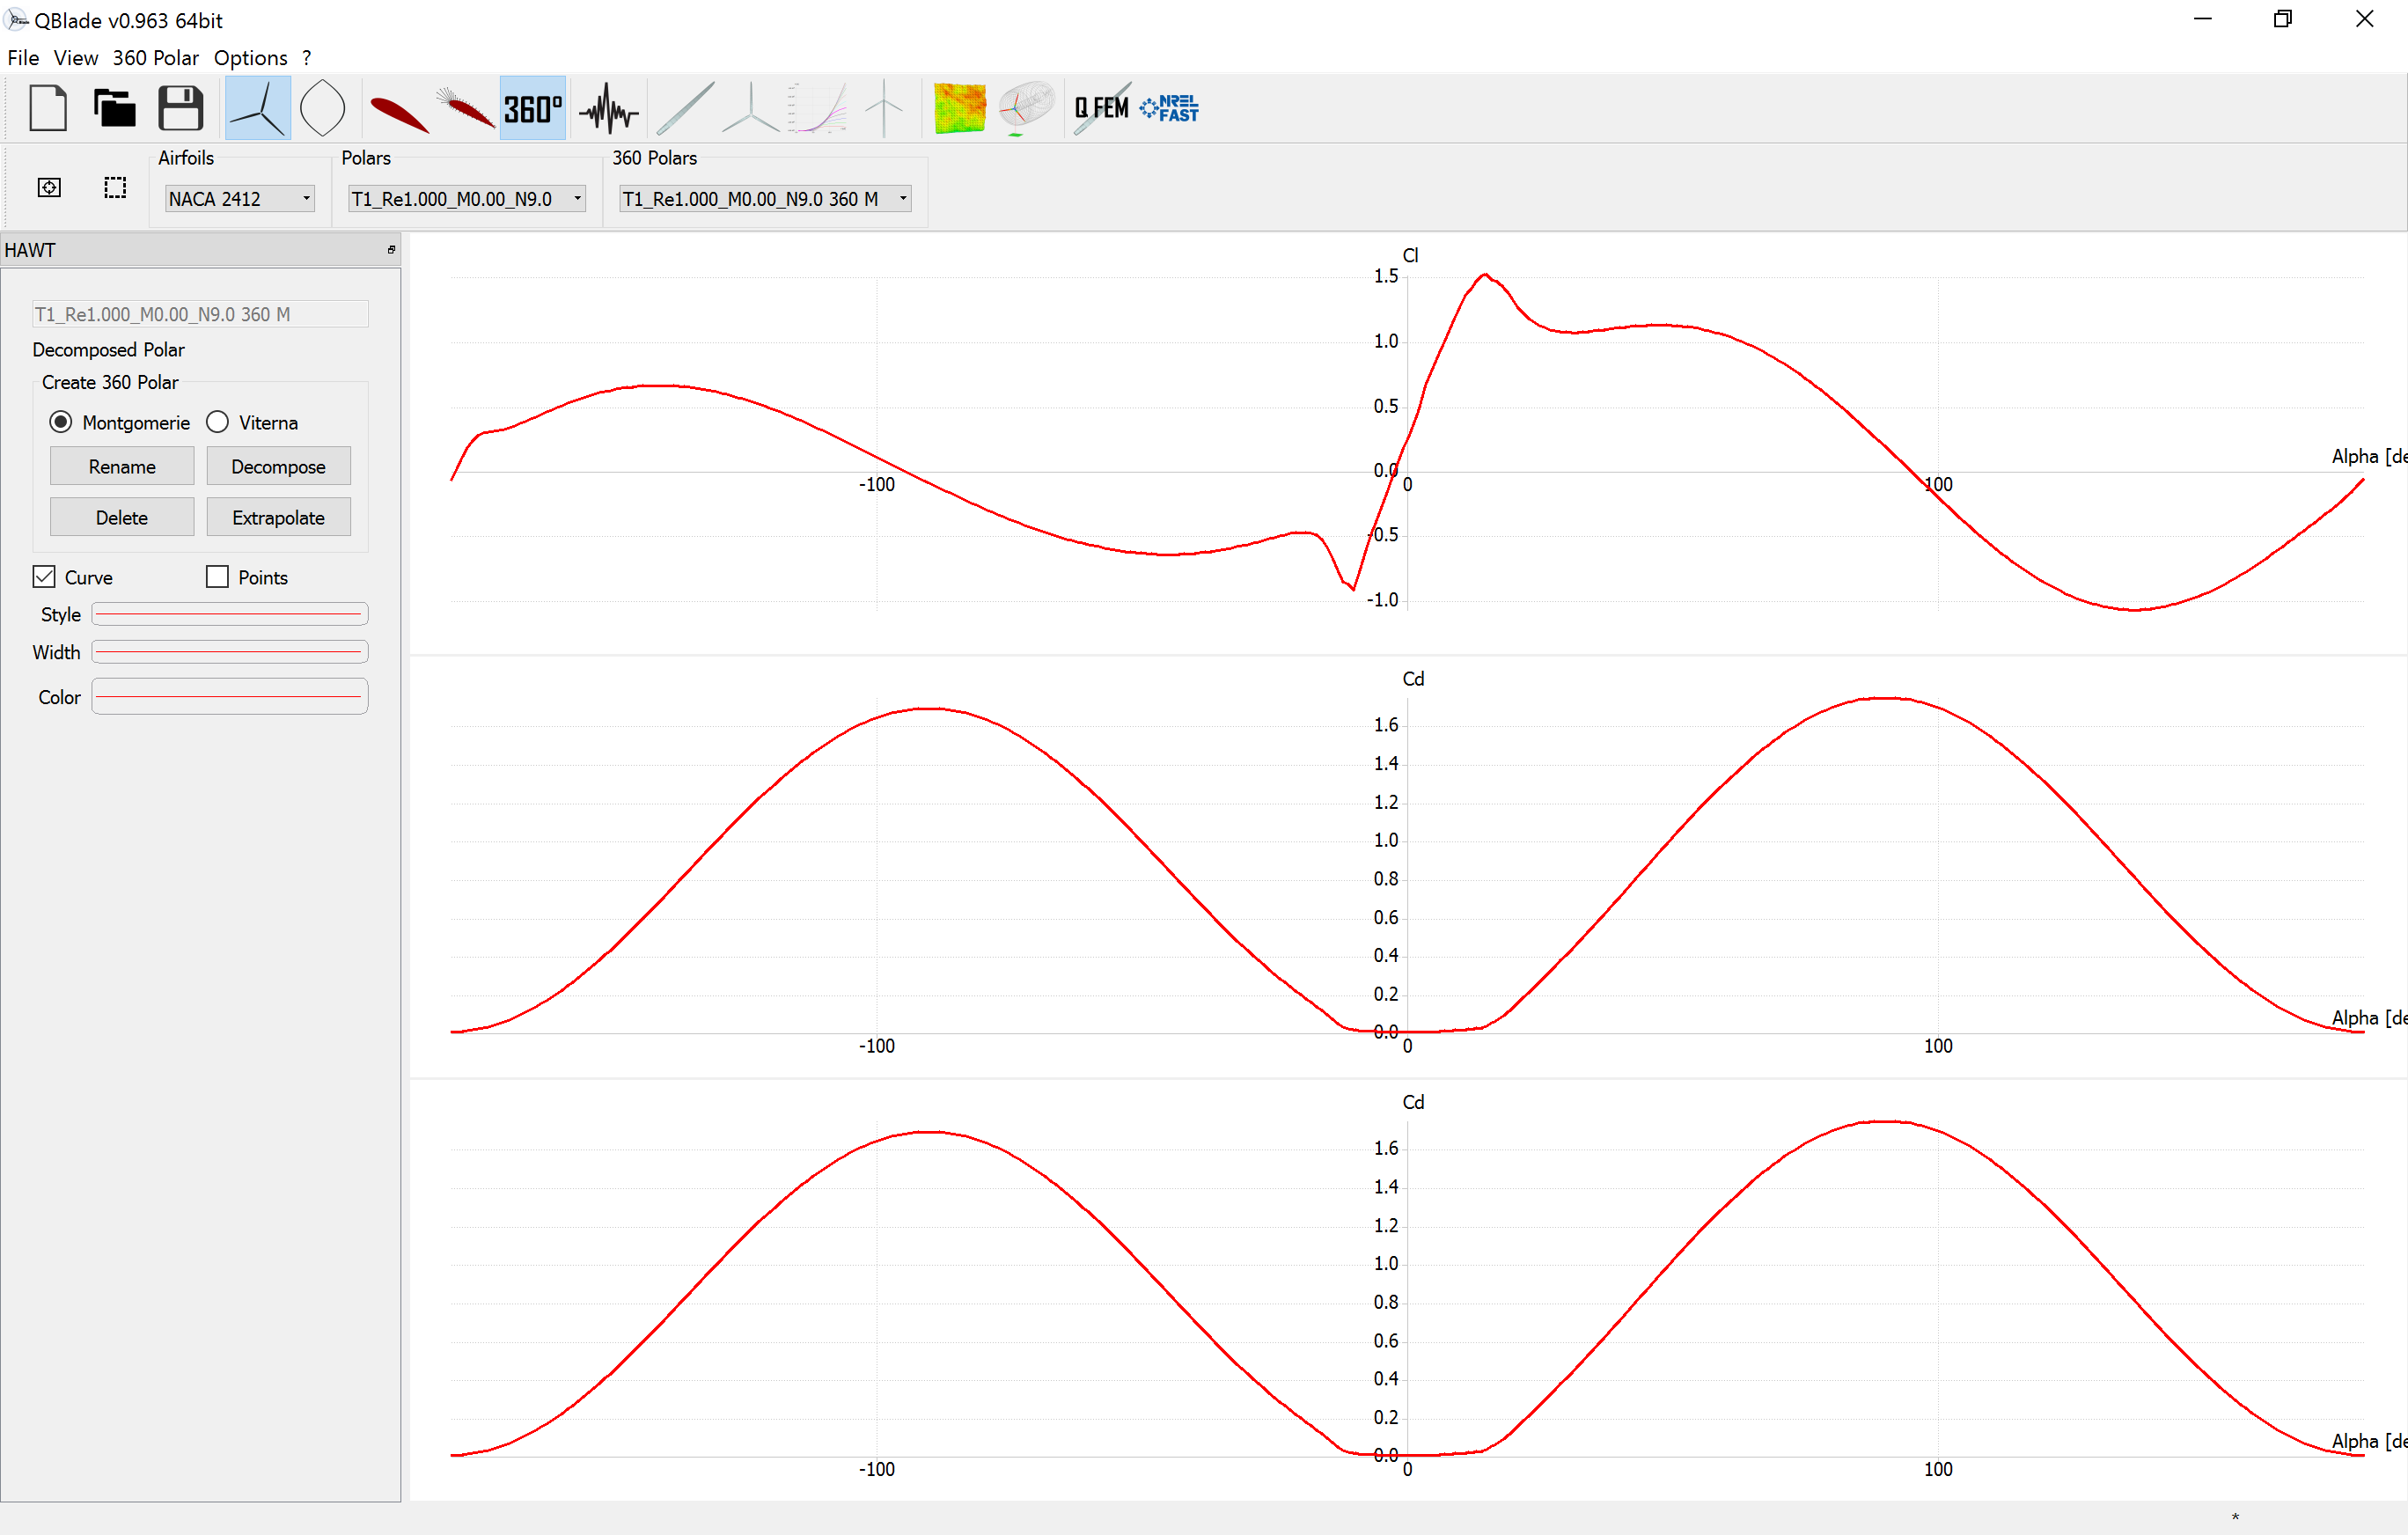 QBlade v0.963 64bit
File View 360 Polar Options ?
360° Q FEM NREL FAST
Airfoils Polars 360 Polars
NACA 2412 T1_Re1.000_M0.00_N9.0 T1_Re1.000_M0.00_N9.0 360 M
HAWT
T1_Re1.000_M0.00_N9.0 360 M
Decomposed Polar
Create 360 Polar
Montgomerie Viterna
Rename Decompose
Delete Extrapolate
Curve Points
Style
Width
Color
Cl
1.5
1.0
0.5
0.0
-0.5
-1.0
-100 0 100
Alpha [de
Cd
1.6
1.4
1.2
1.0
0.8
0.6
0.4
0.2
0.0
-100 0 100
Alpha [de
Cd
1.6
1.4
1.2
1.0
0.8
0.6
0.4
0.2
0.0
-100 0 100
Alpha [de
*